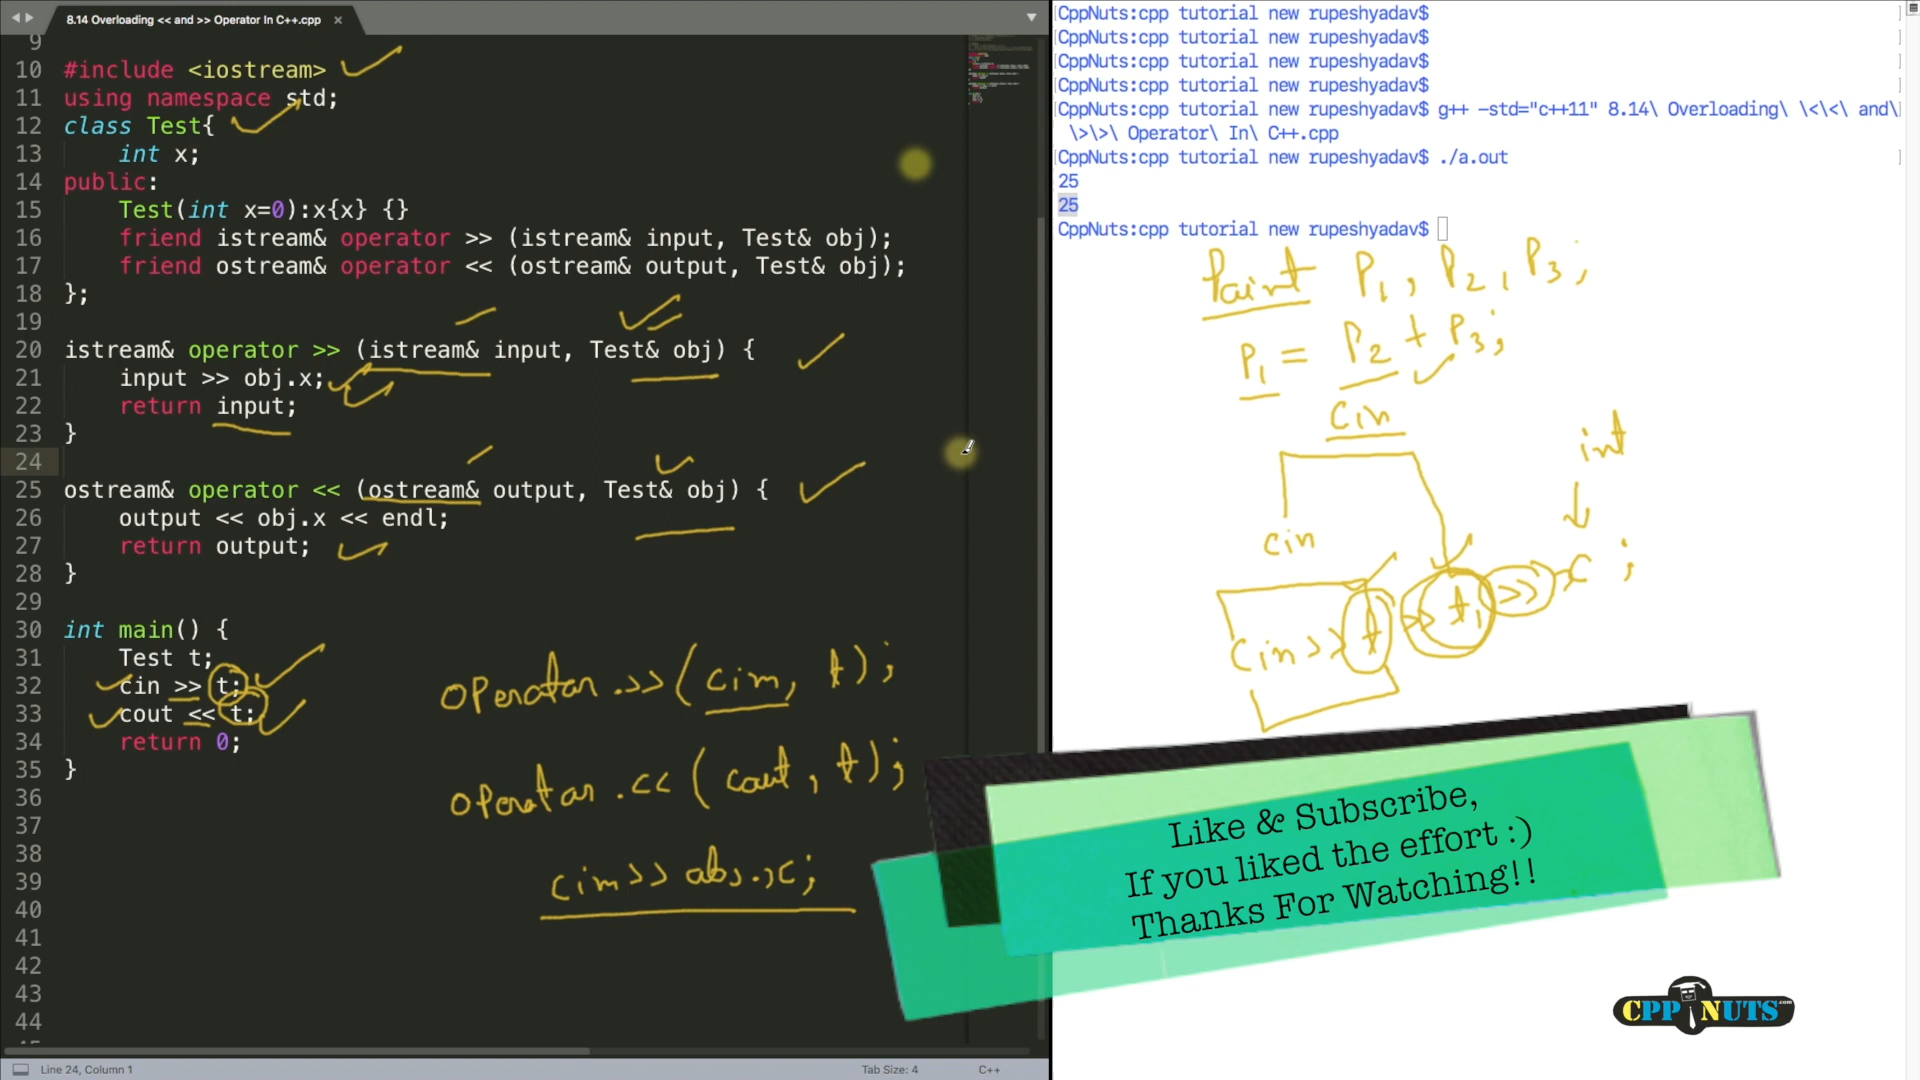 8.14 Overloading << and >> Operator In C++.cpp
9
10 #include <iostream>
11 using namespace std;
12 class Test{
13 int x;
14 public:
15 Test(int x=0):x{x} {}
16 friend istream& operator >> (istream& input, Test& obj);
17 friend ostream& operator << (ostream& output, Test& obj);
18 };
19
20 istream& operator >> (istream& input, Test& obj) {
21 input >> obj.x;
22 return input;
23 }
24
25 ostream& operator << (ostream& output, Test& obj) {
26 output << obj.x << endl;
27 return output;
28 }
29
30 int main() {
31 Test t;
32 cin >> t;
33 cout << t;
34 return 0;
35 }
36
37
38
39
40
41
42
43
44
operator.>>(cin, t);
operator.<<(cout, t);
Line 24, Column 1
Tab Size: 4
C++
CppNuts:cpp tutorial new rupeshyadav$
CppNuts:cpp tutorial new rupeshyadav$
CppNuts:cpp tutorial new rupeshyadav$
CppNuts:cpp tutorial new rupeshyadav$
CppNuts:cpp tutorial new rupeshyadav$ g++ -std="c++11" 8.14\ Overloading\ \<\<\ and\
\>\>\ Operator\ In\ C++.cpp
CppNuts:cpp tutorial new rupeshyadav$ ./a.out
25
25
CppNuts:cpp tutorial new rupeshyadav$
Point P1, P2, P3;
P1 = P2 + P3;
cin
int
cin
cin>> t >> t1 >> x ;
Like & Subscribe,
If you liked the effort :)
Thanks For Watching!!
CPP NUTS.com